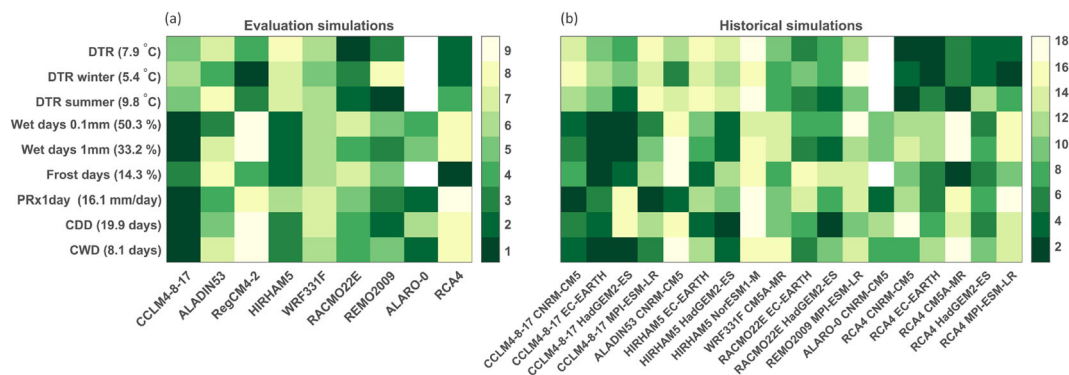 (a)
Evaluation simulations
(b)
Historical simulations
DTR (7.9 °C)
DTR winter (5.4 °C)
DTR summer (9.8 °C)
Wet days 0.1mm (50.3 %)
Wet days 1mm (33.2 %)
Frost days (14.3 %)
PRx1day (16.1 mm/day)
CDD (19.9 days)
CWD (8.1 days)
9
8
7
6
5
4
3
2
1
18
16
14
12
10
8
6
4
2
CCLM4-8-17
ALADIN53
RegCM4-2
HIRHAM5
WRF331F
RACMO22E
REMO2009
ALARO-0
RCA4
CCLM4-8-17 CNRM-CM5
CCLM4-8-17 EC-EARTH
CCLM4-8-17 HadGEM2-ES
CCLM4-8-17 MPI-ESM-LR
ALADIN53 CNRM-CM5
HIRHAM5 EC-EARTH
HIRHAM5 HadGEM2-ES
HIRHAM5 NorESM1-M
WRF331F CM5A-MR
RACMO22E EC-EARTH
RACMO22E HadGEM2-ES
REMO2009 MPI-ESM-LR
ALARO-0 CNRM-CM5
RCA4 CNRM-CM5
RCA4 EC-EARTH
RCA4 CM5A-MR
RCA4 HadGEM2-ES
RCA4 MPI-ESM-LR